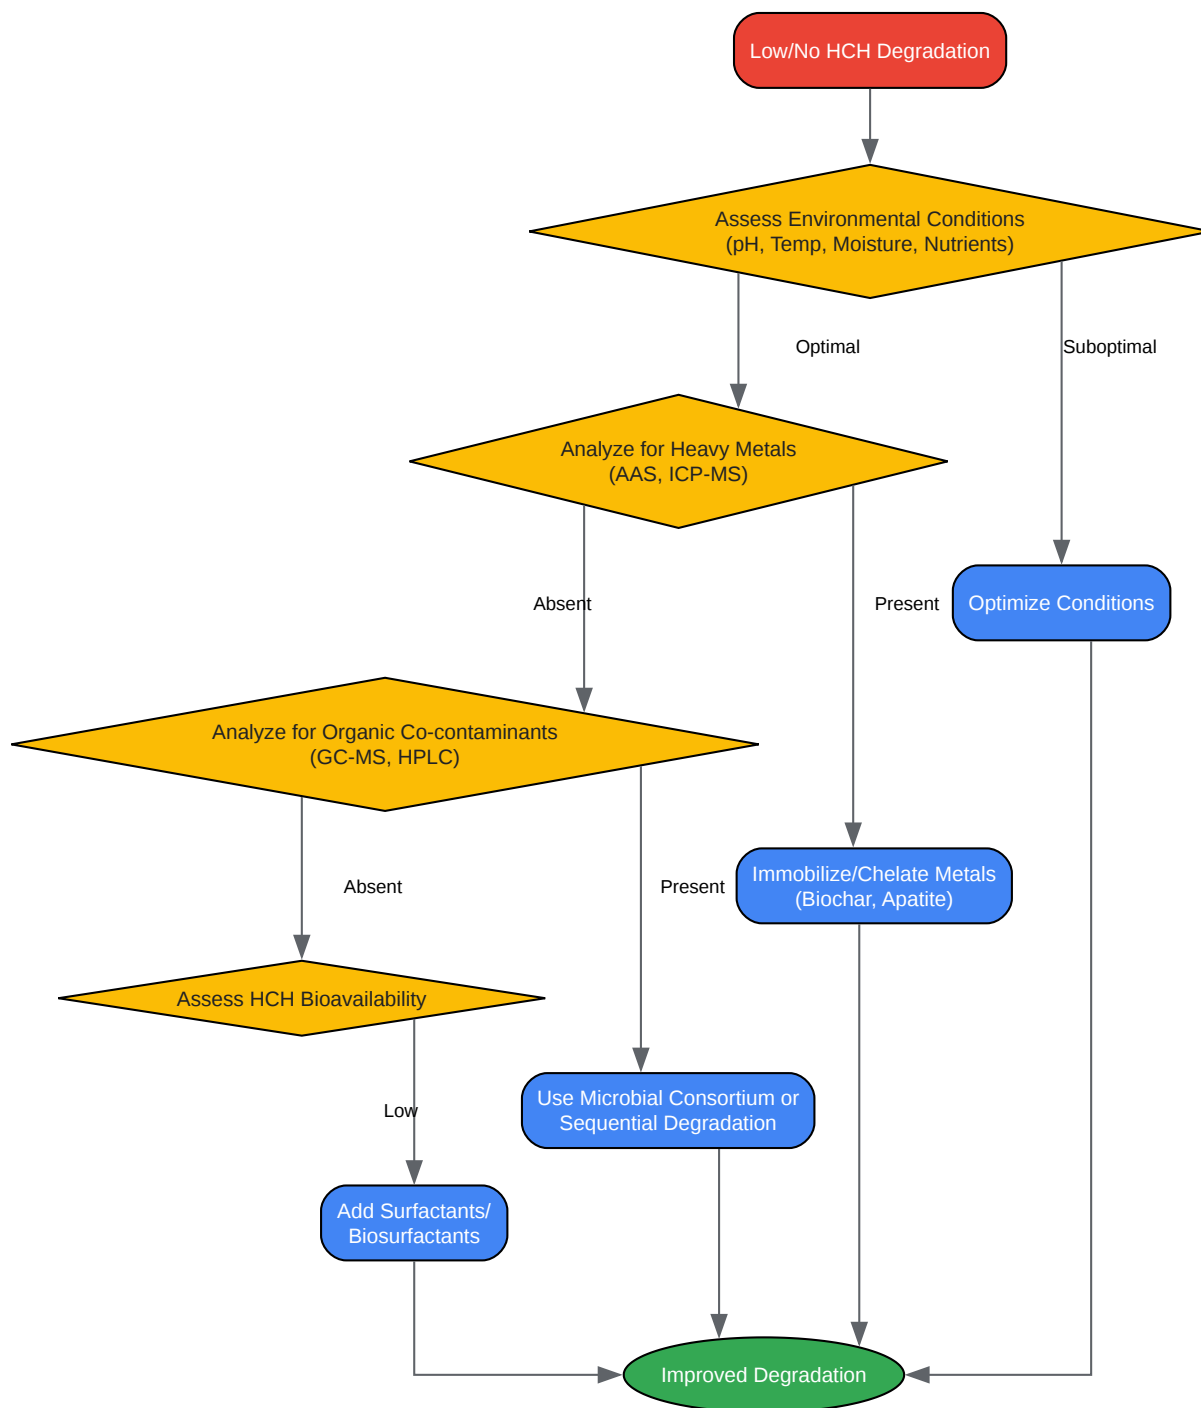 Low/No HCH Degradation
Assess Environmental Conditions
(pH, Temp, Moisture, Nutrients)
Optimal
Suboptimal
Analyze for Heavy Metals
(AAS, ICP-MS)
Absent
Present
Optimize Conditions
Analyze for Organic Co-contaminants
(GC-MS, HPLC)
Absent
Present
Immobilize/Chelate Metals
(Biochar, Apatite)
Assess HCH Bioavailability
Low
Use Microbial Consortium or
Sequential Degradation
Add Surfactants/
Biosurfactants
Improved Degradation